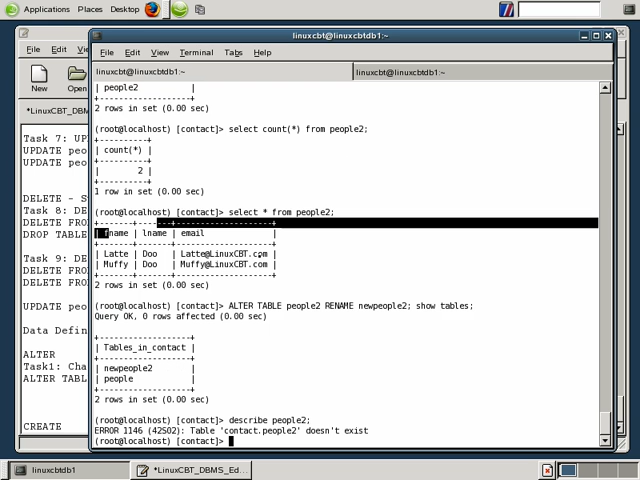 Applications Places Desktop
linuxcbt@linuxcbtdb1:~
File Edit View Terminal Tabs Help
linuxcbt@linuxcbtdb1:~ linuxcbt@linuxcbtdb1:~
File Edit
New Open
*LinuxCBT_DBM
Task 7: UP
UPDATE peo
UPDATE peo
DELETE - S
Task 8: DE
DELETE FRO
DROP TABLE
Task 9: DE
DELETE FRO
DELETE FRO
UPDATE peo
Data Defin
ALTER
Task1: Cha
ALTER TABL
CREATE
| people2 |
+-------------------+
2 rows in set (0.00 sec)
(root@localhost) [contact]> select count(*) from people2;
+----------+
| count(*) |
+----------+
| 2 |
+----------+
1 row in set (0.00 sec)
(root@localhost) [contact]> select * from people2;
+-------+-------+--------------------+
| fname | lname | email |
+-------+-------+--------------------+
| Latte | Doo | Latte@LinuxCBT.com |
| Muffy | Doo | Muffy@LinuxCBT.com |
+-------+-------+--------------------+
2 rows in set (0.00 sec)
(root@localhost) [contact]> ALTER TABLE people2 RENAME newpeople2; show tables;
Query OK, 0 rows affected (0.00 sec)
+-------------------+
| Tables_in_contact |
+-------------------+
| newpeople2 |
| people |
+-------------------+
2 rows in set (0.00 sec)
(root@localhost) [contact]> describe people2;
ERROR 1146 (42S02): Table 'contact.people2' doesn't exist
(root@localhost) [contact]>
linuxcbtdb1 *LinuxCBT_DBMS_Ed...